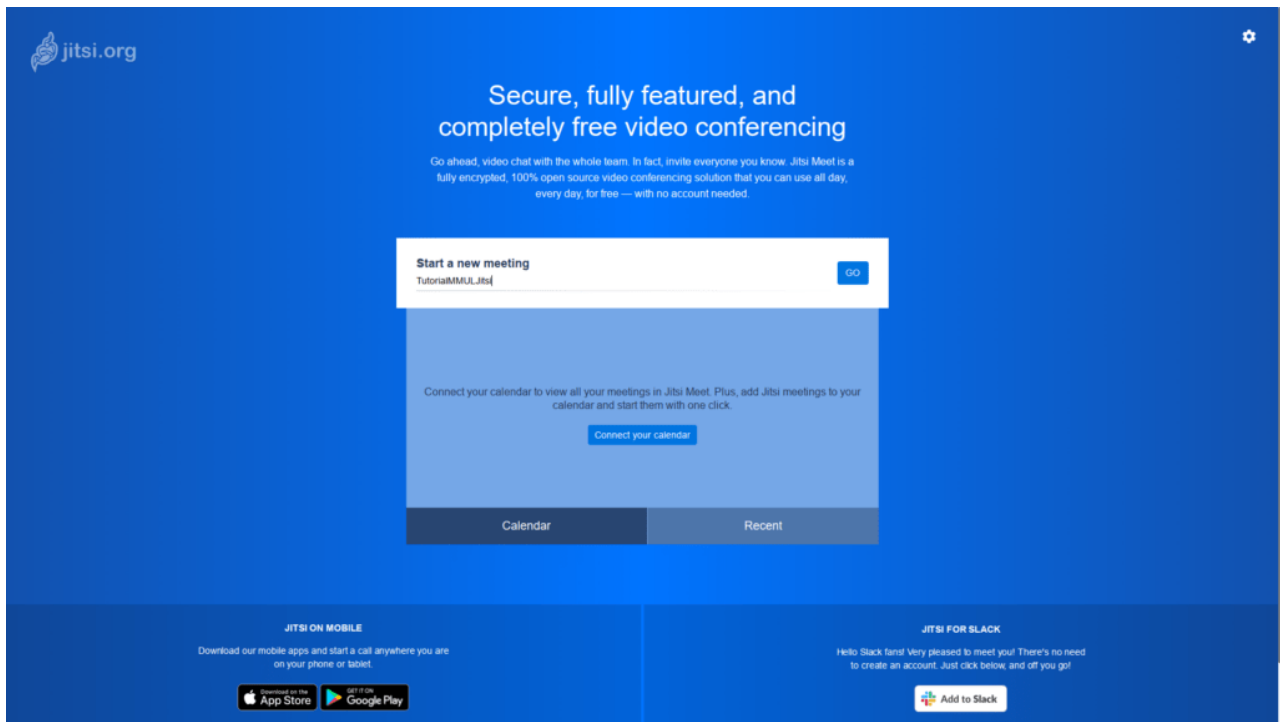 jitsi.org
Secure, fully featured, and
completely free video conferencing
Go ahead, video chat with the whole team. In fact, invite everyone you know. Jitsi Meet is a
fully encrypted, 100% open source video conferencing solution that you can use all day,
every day, for free — with no account needed.
Start a new meeting
TutorialMMULJitsi
GO
Connect your calendar to view all your meetings in Jitsi Meet. Plus, add Jitsi meetings to your
calendar and start them with one click.
Connect your calendar
Calendar
Recent
JITSI ON MOBILE
Download our mobile apps and start a call anywhere you are
on your phone or tablet.
Download on the
App Store
GET IT ON
Google Play
JITSI FOR SLACK
Hello Slack fans! Very pleased to meet you! There's no need
to create an account. Just click below, and off you go!
Add to Slack